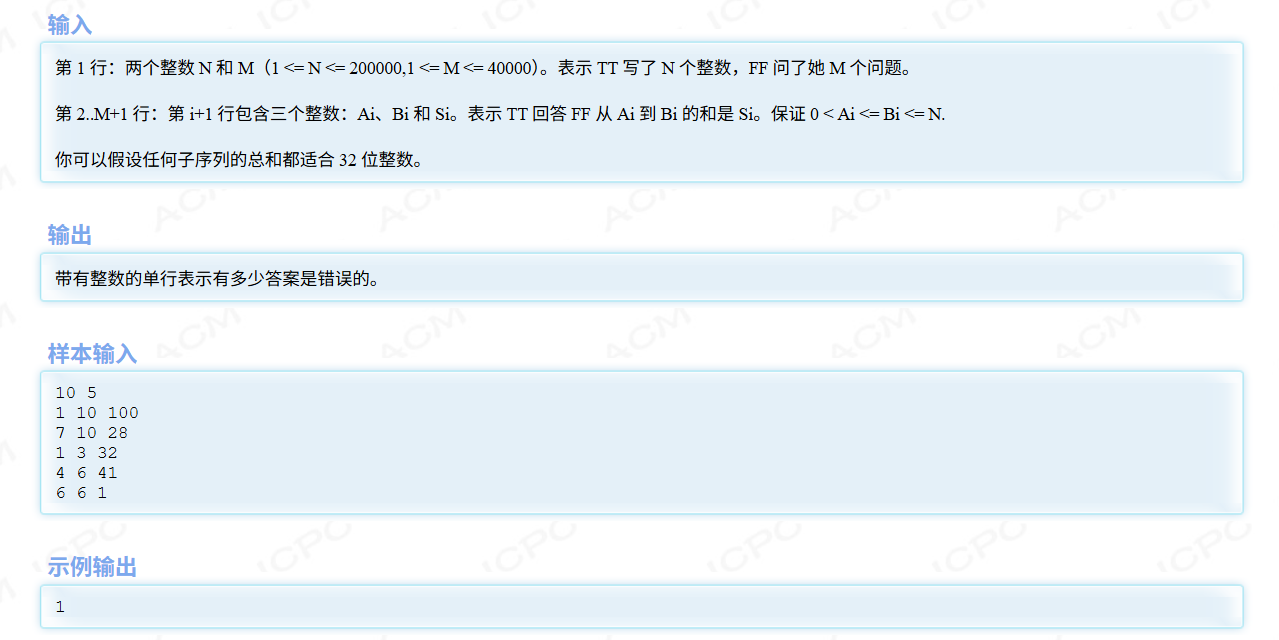 输入
第 1 行：两个整数 N 和 M（1 <= N <= 200000,1 <= M <= 40000）。表示 TT 写了 N 个整数，FF 问了她 M 个问题。
第 2..M+1 行：第 i+1 行包含三个整数：Ai、Bi 和 Si。表示 TT 回答 FF 从 Ai 到 Bi 的和是 Si。保证 0 < Ai <= Bi <= N.
你可以假设任何子序列的总和都适合 32 位整数。
输出
带有整数的单行表示有多少答案是错误的。
样本输入
10 5
1 10 100
7 10 28
1 3 32
4 6 41
6 6 1
示例输出
1